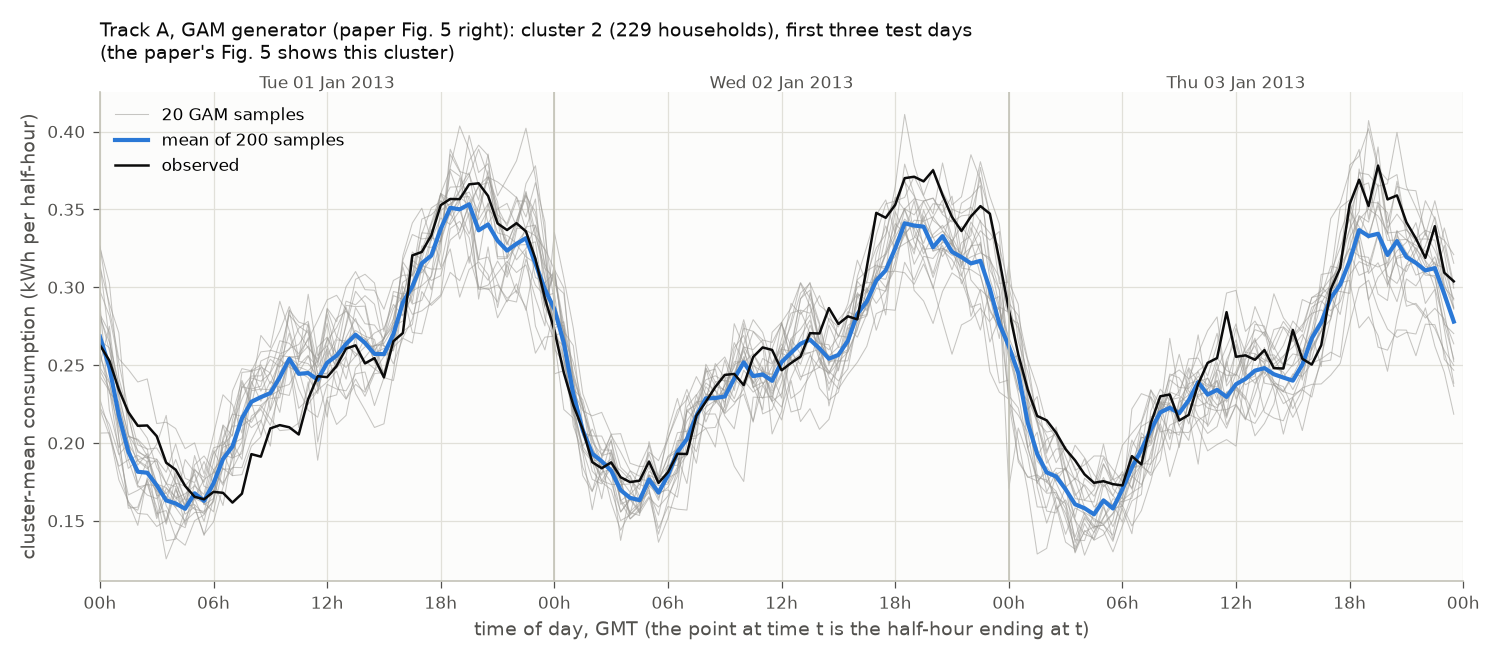 Track A, GAM generator (paper Fig. 5 right): cluster 2 (229 households), first three test days
(the paper's Fig. 5 shows this cluster)
Tue 01 Jan 2013
Wed 02 Jan 2013
Thu 03 Jan 2013
20 GAM samples
mean of 200 samples
observed
cluster-mean consumption (kWh per half-hour)
0.40
0.35
0.30
0.25
0.20
0.15
00h 06h 12h 18h 00h 06h 12h 18h 00h 06h 12h 18h 00h
time of day, GMT (the point at time t is the half-hour ending at t)